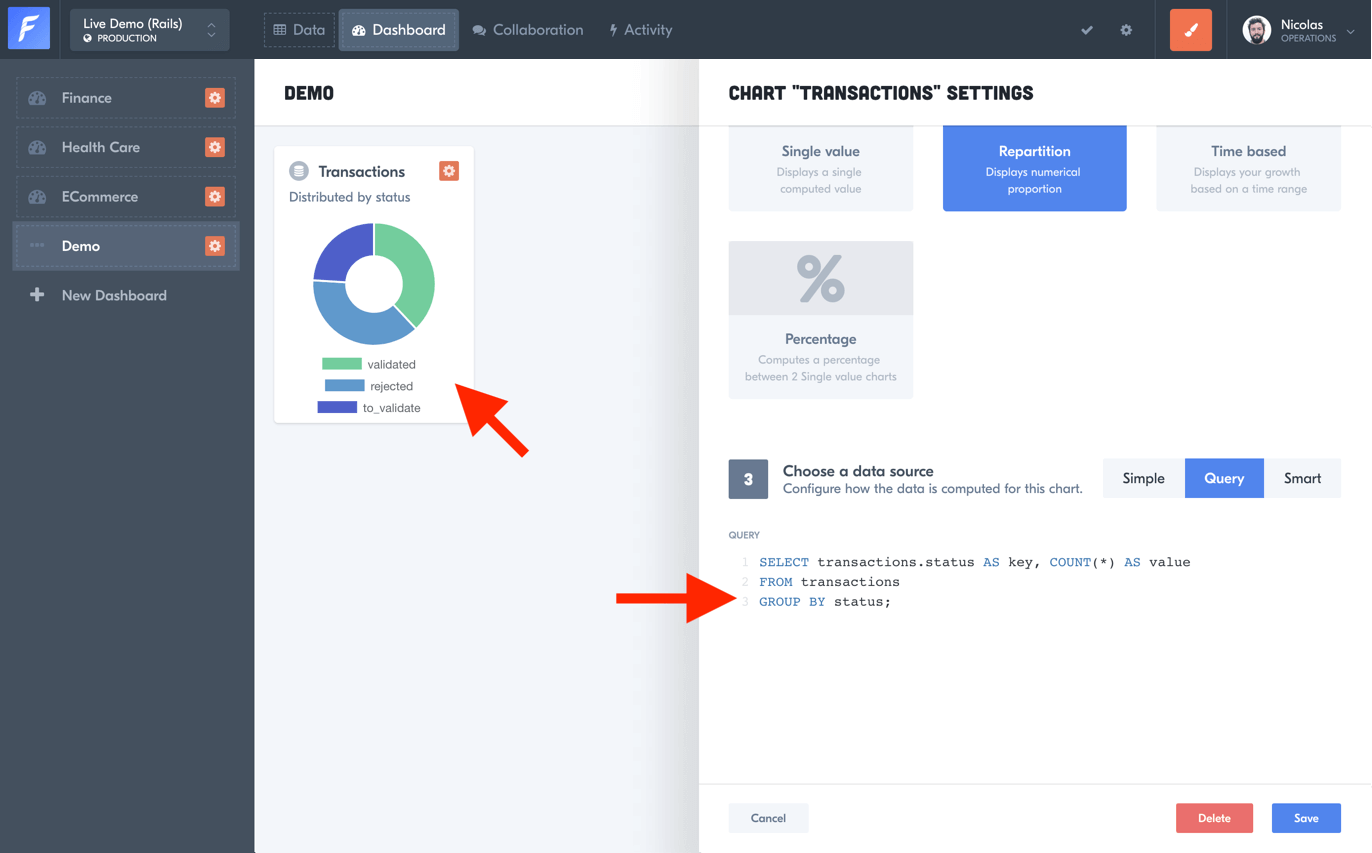 Live Demo (Rails)
PRODUCTION
Data
Dashboard
Collaboration
Activity
Nicolas
OPERATIONS
Finance
Health Care
ECommerce
Demo
New Dashboard
DEMO
Transactions
Distributed by status
validated
rejected
to_validate
CHART "TRANSACTIONS" SETTINGS
Single value
Displays a single
computed value
Repartition
Displays numerical
proportion
Time based
Displays your growth
based on a time range
%
Percentage
Computes a percentage
between 2 Single value charts
3
Choose a data source
Configure how the data is computed for this chart.
Simple
Query
Smart
QUERY
1 SELECT transactions.status AS key, COUNT(*) AS value
2 FROM transactions
3 GROUP BY status;
Cancel
Delete
Save